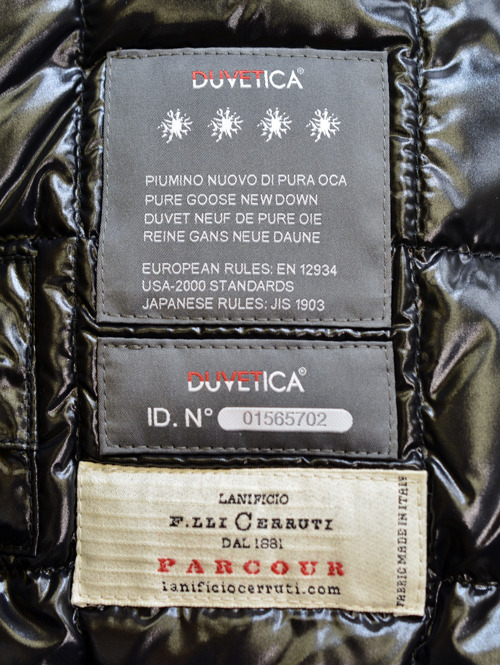 DUVETICA®
PIUMINO NUOVO DI PURA OCA
PURE GOOSE NEW DOWN
DUVET NEUF DE PURE OIE
REINE GANS NEUE DAUNE
EUROPEAN RULES: EN 12934
USA-2000 STANDARDS
JAPANESE RULES: JIS 1903
DUVETICA®
ID. N° 01565702
LANIFICIO
F.LLI CERRUTI
DAL 1881
PARCOUR
lanificiocerruti.com
FABRIC MADE IN ITALY